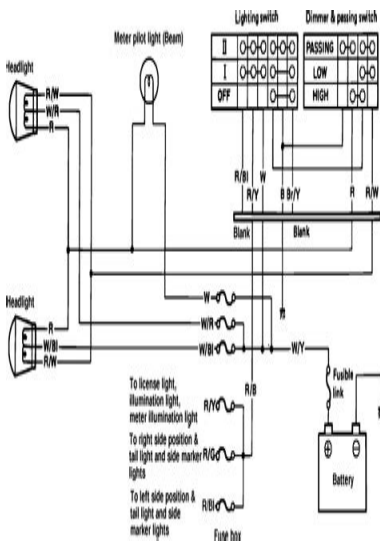 Lighting switch
Dimmer & passing switch
Meter pilot light (Beam)
II
I
OFF
PASSING
LOW
HIGH
Headlight
R/W
W/R
R
R/Bl
R/Y
W
B
Br/Y
R
R/W
Blank
Blank
Headlight
R
W/Bl
R/W
W
W/R
W/Bl
W/Y
Fusible
link
R/B
To license light,
illumination light,
meter illumination light
R/Y
To right side position &
tail light and side marker
lights
R/G
To left side position &
tail light and side
marker lights
R/Bl
Fuse box
Battery